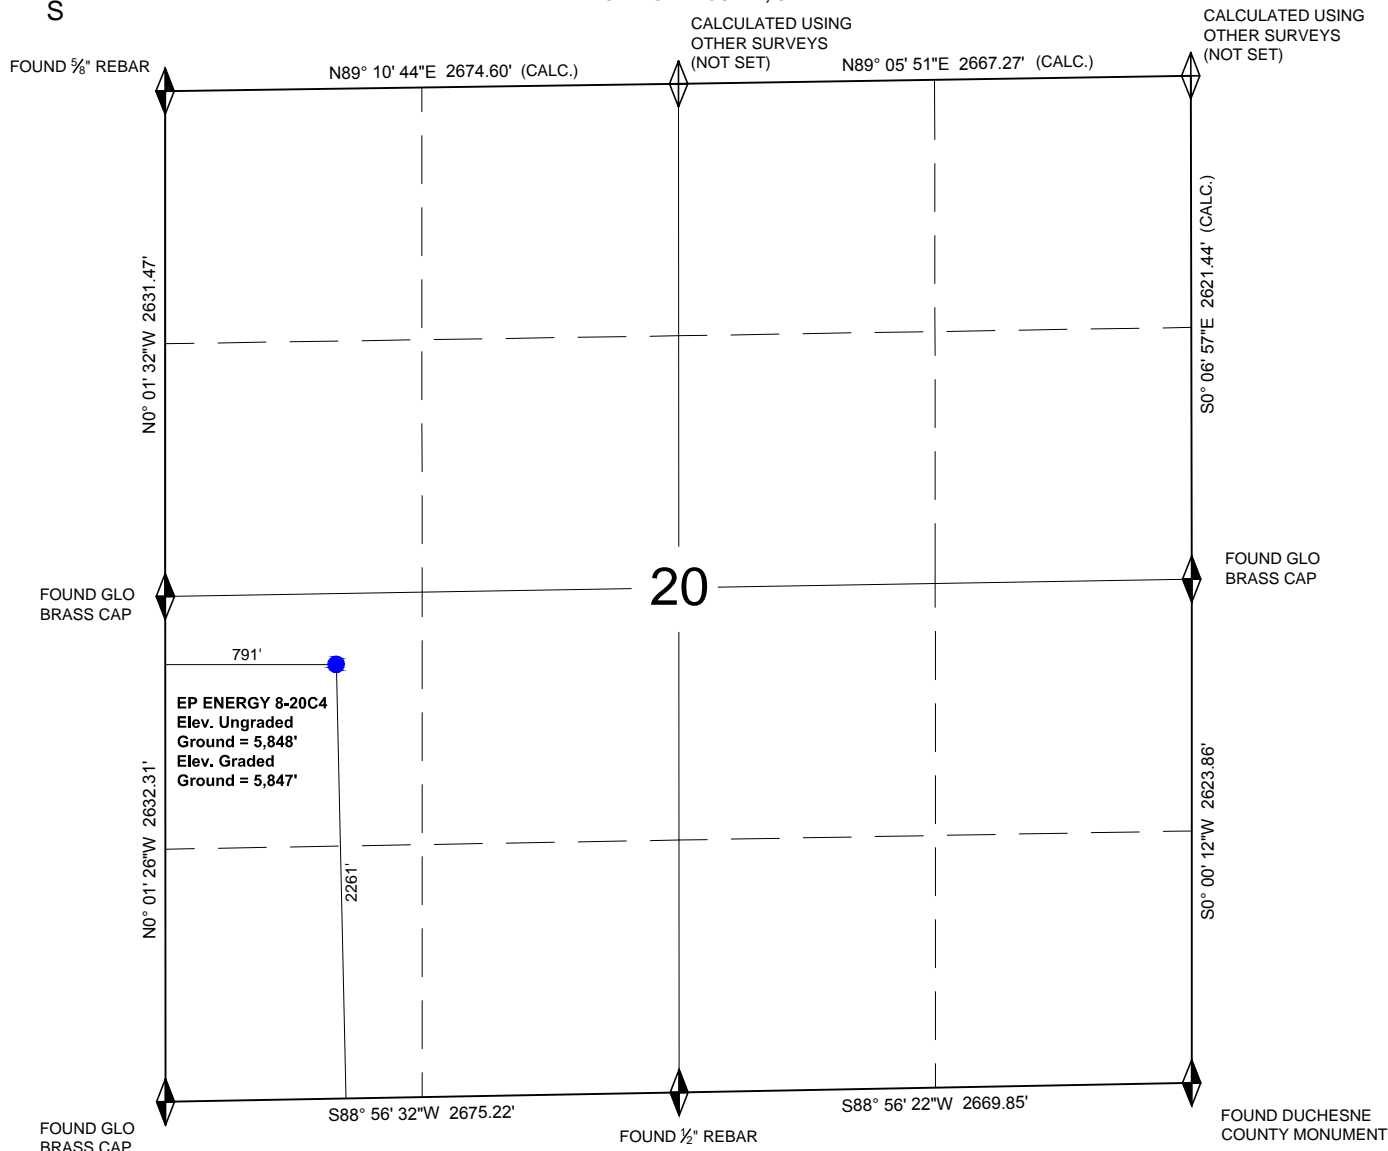 S
CALCULATED USING
OTHER SURVEYS
(NOT SET)
CALCULATED USING
OTHER SURVEYS
(NOT SET)
FOUND ⅝" REBAR
N89° 10' 44"E 2674.60' (CALC.)
N89° 05' 51"E 2667.27' (CALC.)
N0° 01' 32"W 2631.47'
S0° 06' 57"E 2621.44' (CALC.)
FOUND GLO
BRASS CAP
20
FOUND GLO
BRASS CAP
791'
EP ENERGY 8-20C4
Elev. Ungraded
Ground = 5,848'
Elev. Graded
Ground = 5,847'
N0° 01' 26"W 2632.31'
2261'
S0° 00' 12"W 2623.86'
S88° 56' 32"W 2675.22'
S88° 56' 22"W 2669.85'
FOUND GLO
BRASS CAP
FOUND ½" REBAR
FOUND DUCHESNE
COUNTY MONUMENT